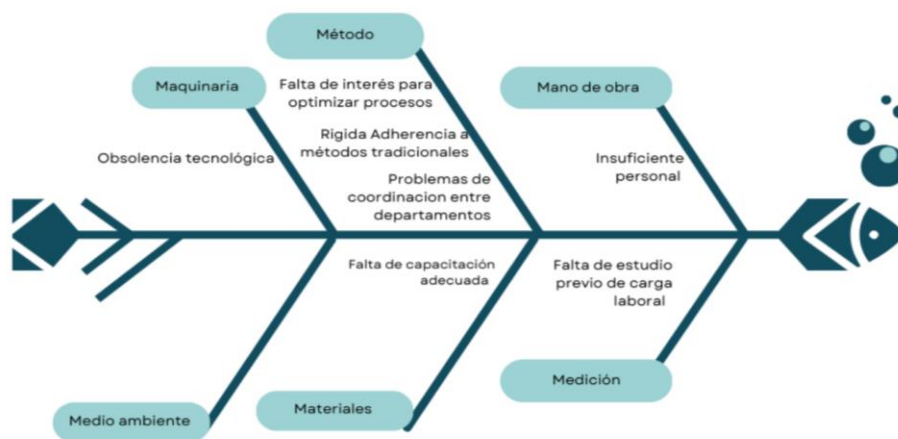 Método
Maquinaria
Mano de obra
Falta de interés para
optimizar procesos
Rigida Adherencia a
métodos tradicionales
Obsolencia tecnológica
Insuficiente
personal
Problemas de
coordinacion entre
departamentos
Falta de capacitación
adecuada
Falta de estudio
previo de carga
laboral
Medición
Materiales
Medio ambiente